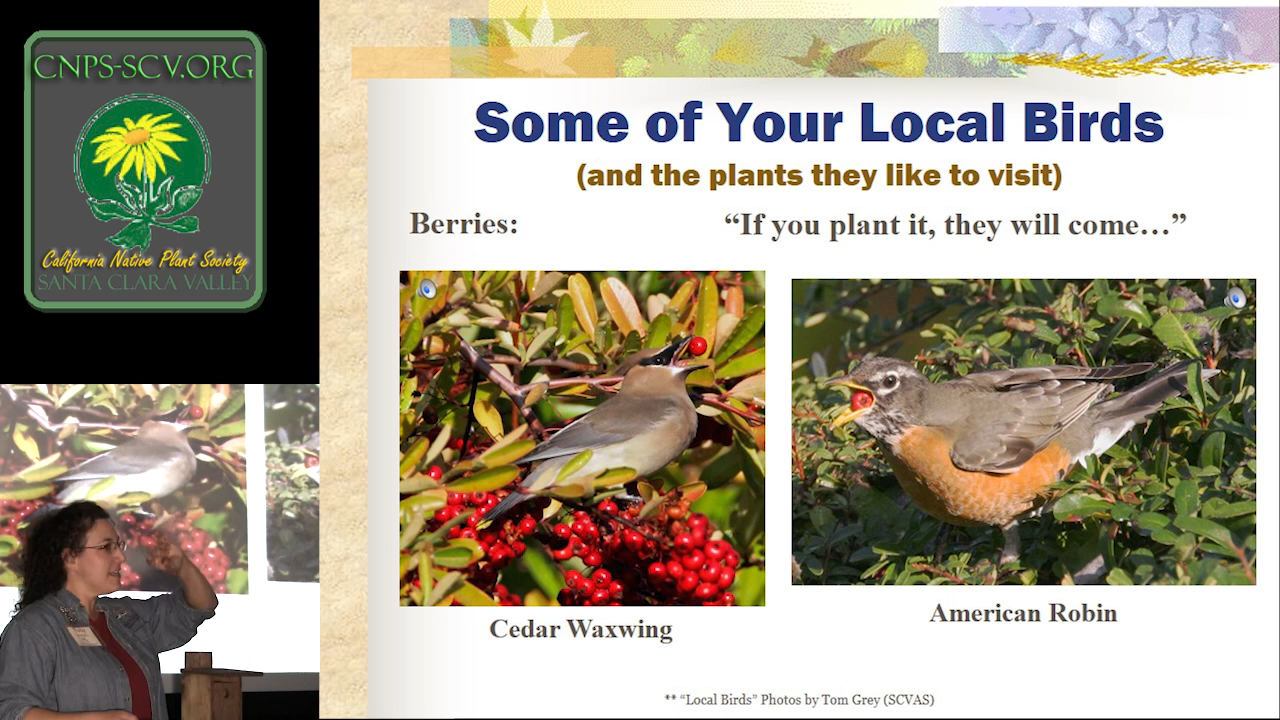 CNPS-SCV.ORG
California Native Plant Society
SANTA CLARA VALLEY
Some of Your Local Birds
(and the plants they like to visit)
Berries:
“If you plant it, they will come…”
Cedar Waxwing
American Robin
** “Local Birds” Photos by Tom Grey (SCVAS)